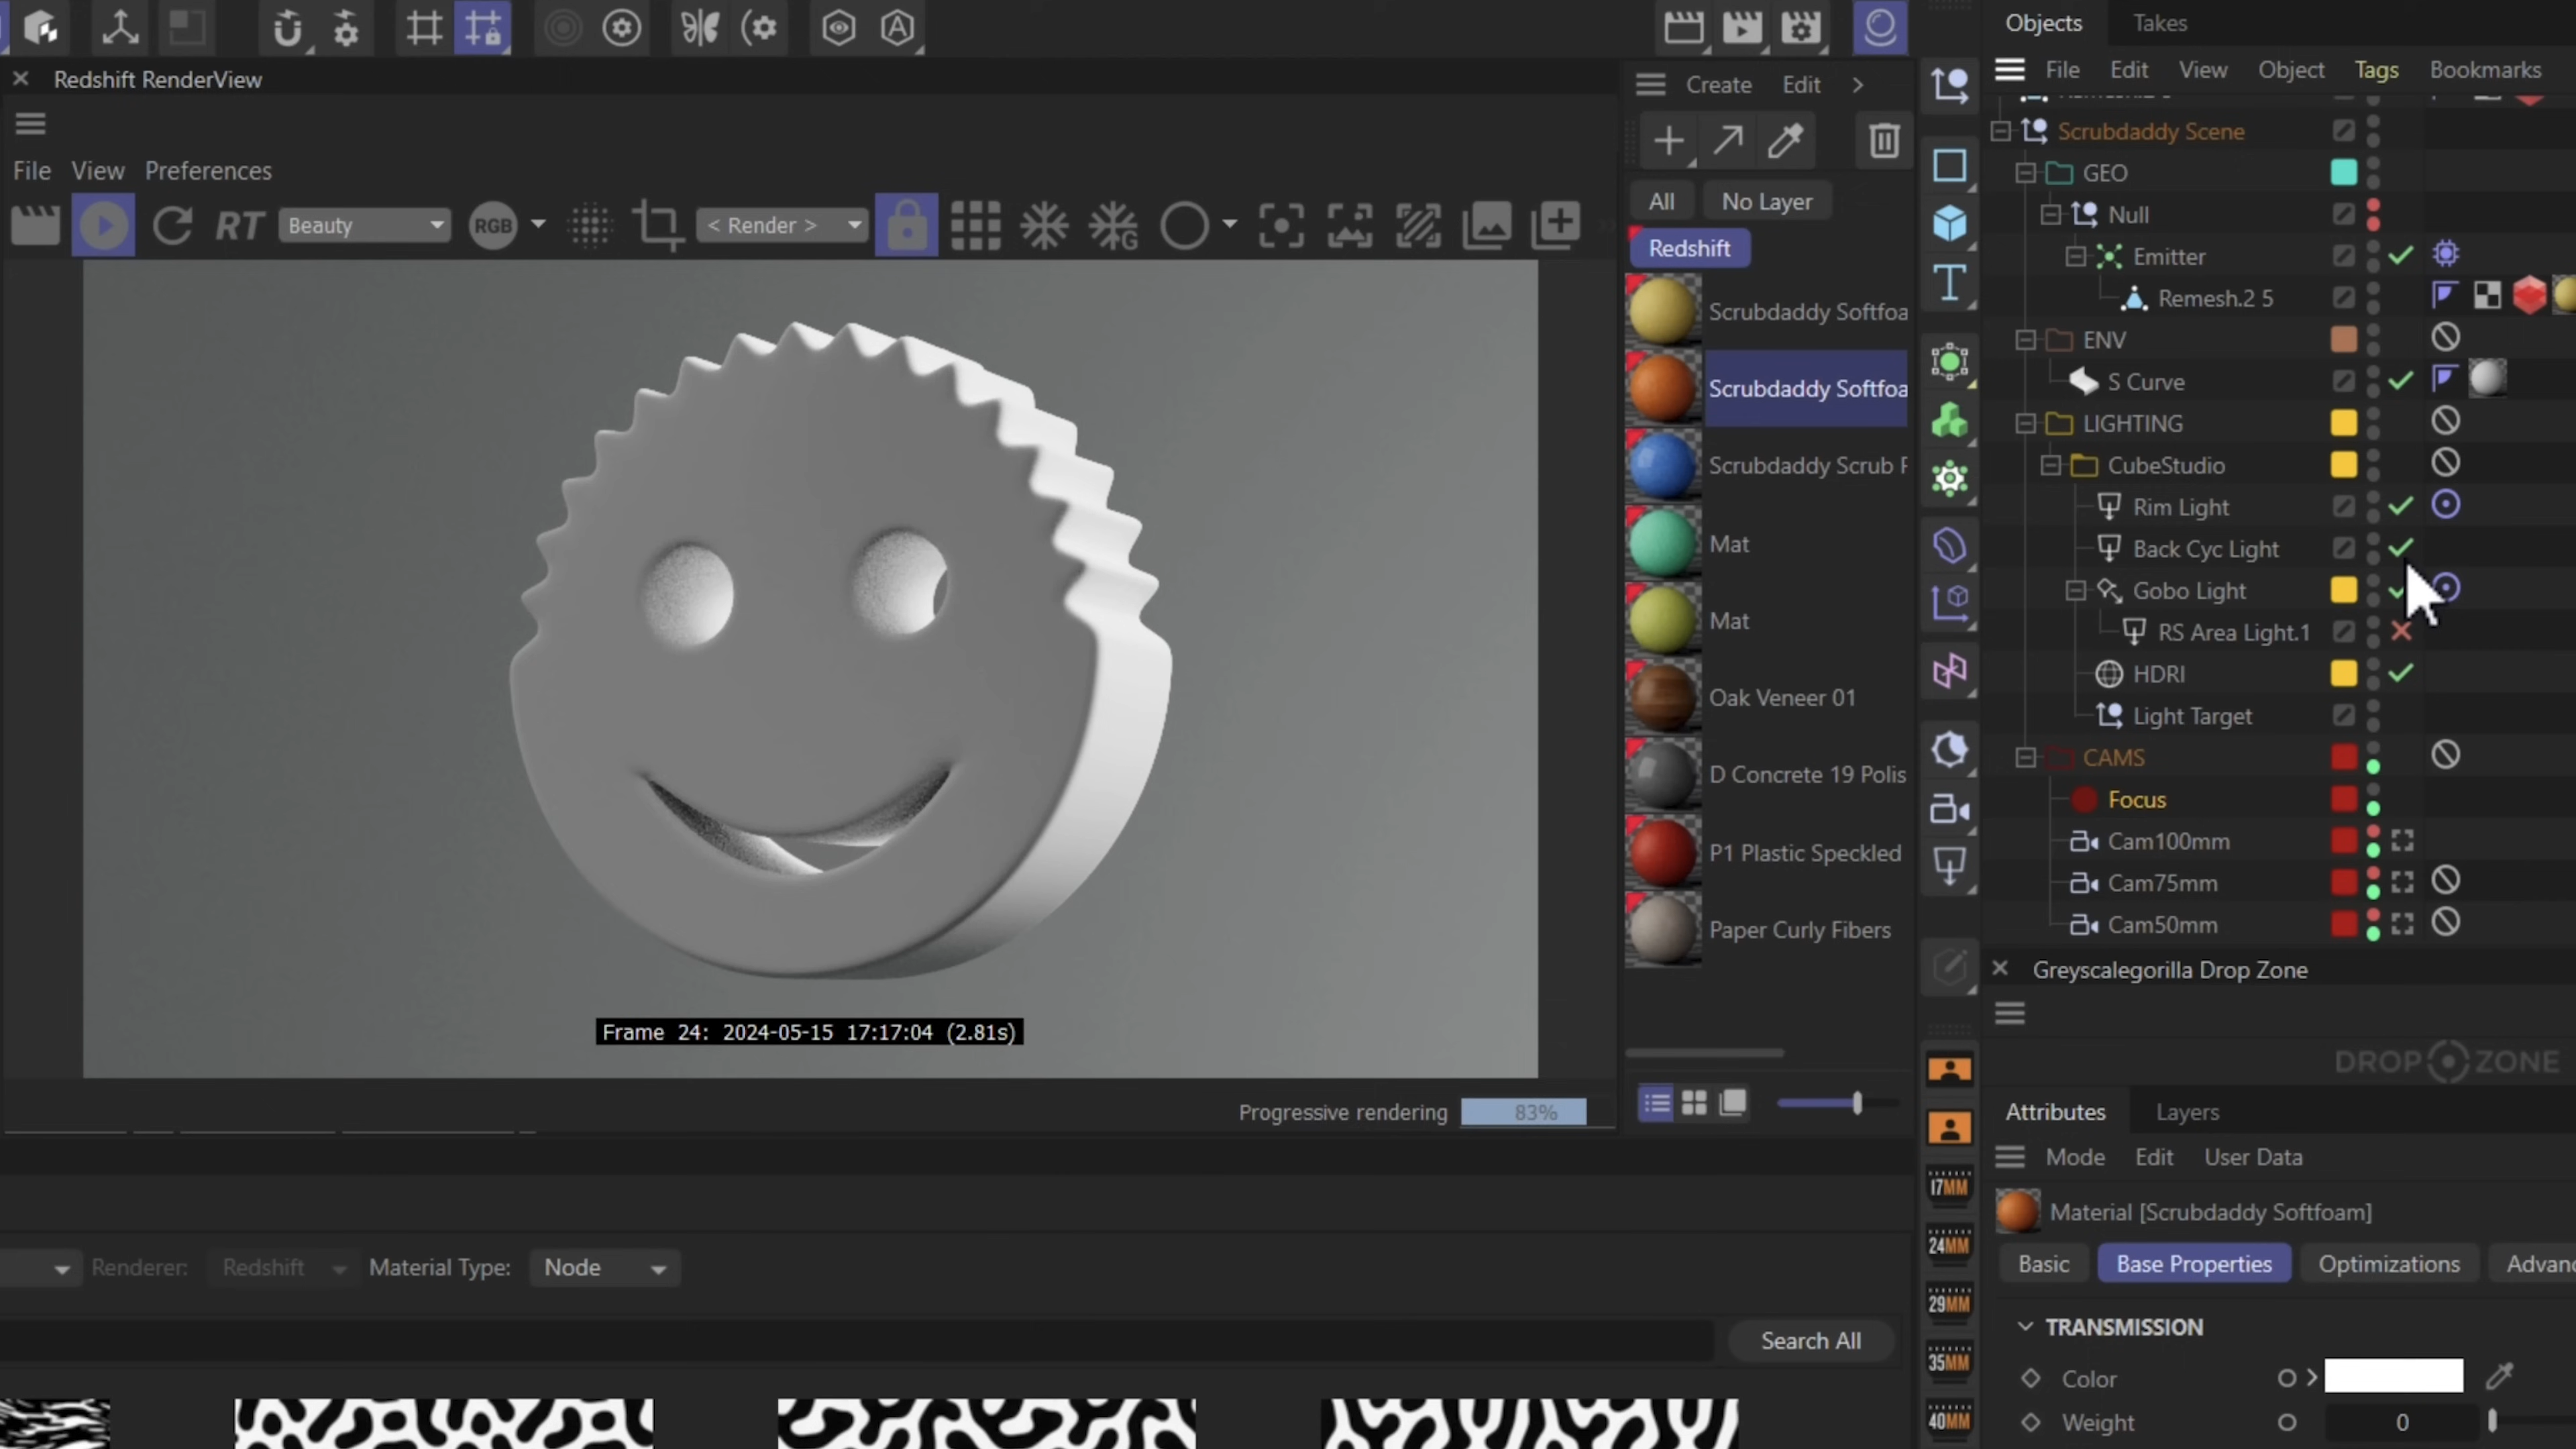 Objects Takes
Redshift RenderView
File Edit View Object Tags Bookmarks
Create Edit
File View Preferences
RT Beauty RGB < Render > G
All No Layer
Redshift
Scrubdaddy Softfoa
Scrubdaddy Softfoa
Scrubdaddy Scrub F
Mat
Mat
Oak Veneer 01
D Concrete 19 Polis
P1 Plastic Speckled
Paper Curly Fibers
Scrubdaddy Scene
GEO
Null
Emitter
Remesh.2 5
ENV
S Curve
LIGHTING
CubeStudio
Rim Light
Back Cyc Light
Gobo Light
RS Area Light.1
HDRI
Light Target
CAMS
Focus
Cam100mm
Cam75mm
Cam50mm
Greyscalegorilla Drop Zone
DROP ZONE
Frame 24: 2024-05-15 17:17:04 (2.81s)
Progressive rendering 83%
Attributes Layers
Mode Edit User Data
17MM
24MM
29MM
35MM
40MM
Material [Scrubdaddy Softfoam]
Basic Base Properties Optimizations Advanc
TRANSMISSION
Color
Weight 0
Renderer: Redshift Material Type: Node
Search All